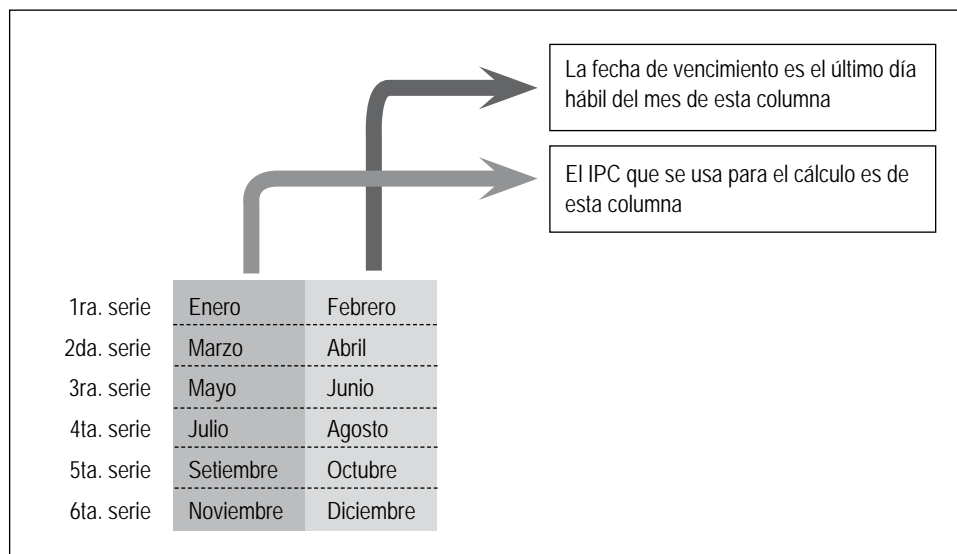 La fecha de vencimiento es el último día
hábil del mes de esta columna
El IPC que se usa para el cálculo es de
esta columna
1ra. serie Enero Febrero
2da. serie Marzo Abril
3ra. serie Mayo Junio
4ta. serie Julio Agosto
5ta. serie Setiembre Octubre
6ta. serie Noviembre Diciembre